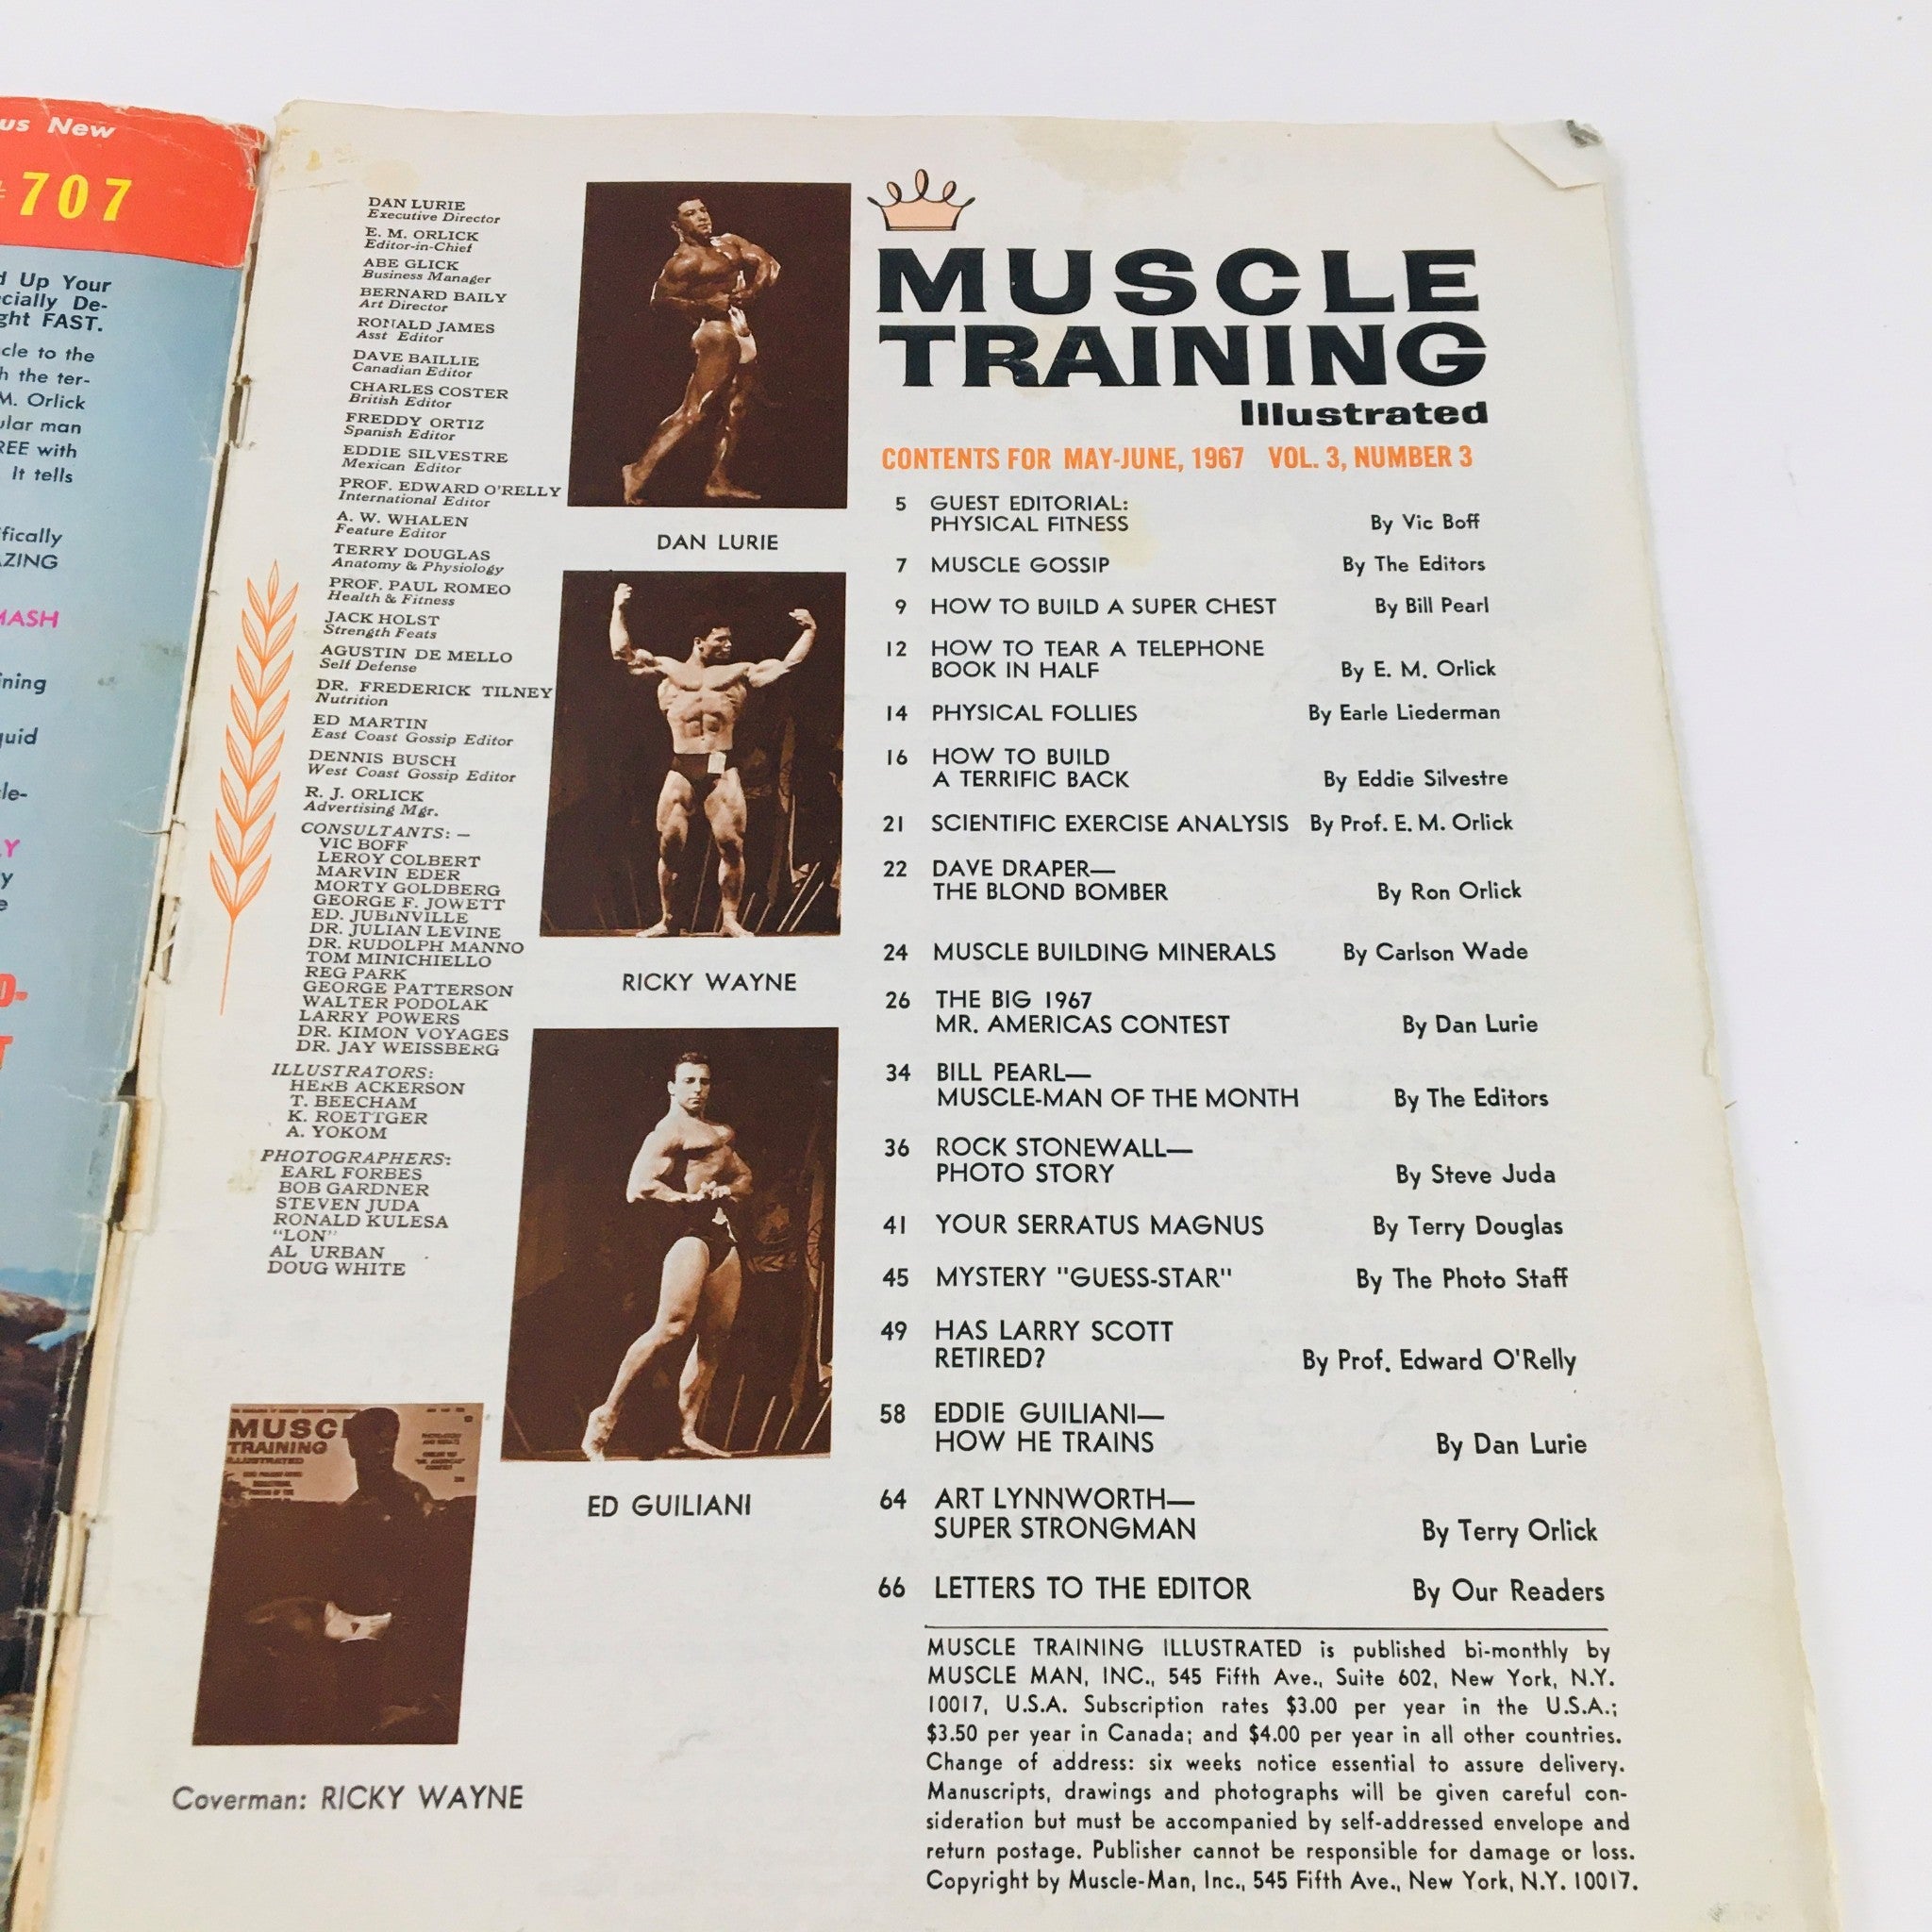 us New
707
d Up Your
cially De-
ght FAST.
cle to the
h the ter-
M. Orlick
ular man
REE with
It tells
ifically
AZING
MASH
ining
quid
le-
LY
y
e
D-
T
DAN LURIE
Executive Director
E. M. ORLICK
Editor-in-Chief
ABE GLICK
Business Manager
BERNARD BAILY
Art Director
RONALD JAMES
Asst Editor
DAVE BAILLIE
Canadian Editor
CHARLES COSTER
British Editor
FREDDY ORTIZ
Spanish Editor
EDDIE SILVESTRE
Mexican Editor
PROF. EDWARD O'RELLY
International Editor
A. W. WHALEN
Feature Editor
TERRY DOUGLAS
Anatomy & Physiology
PROF. PAUL ROMEO
Health & Fitness
JACK HOLST
Strength Feats
AGUSTIN DE MELLO
Self Defense
DR. FREDERICK TILNEY
Nutrition
ED MARTIN
East Coast Gossip Editor
DENNIS BUSCH
West Coast Gossip Editor
R. J. ORLICK
Advertising Mgr.
CONSULTANTS: —
VIC BOFF
LEROY COLBERT
MARVIN EDER
MORTY GOLDBERG
GEORGE F. JOWETT
ED. JUBINVILLE
DR. JULIAN LEVINE
DR. RUDOLPH MANNO
TOM MINICHIELLO
REG PARK
GEORGE PATTERSON
WALTER PODOLAK
LARRY POWERS
DR. KIMON VOYAGES
DR. JAY WEISSBERG
ILLUSTRATORS:
HERB ACKERSON
T. BEECHAM
K. ROETTGER
A. YOKOM
PHOTOGRAPHERS:
EARL FORBES
BOB GARDNER
STEVEN JUDA
RONALD KULESA
"LON"
AL URBAN
DOUG WHITE
MUSCL
TRAINING
ILLUSTRATED
Coverman: RICKY WAYNE
DAN LURIE
RICKY WAYNE
ED GUILIANI
MUSCLE
TRAINING
Illustrated
CONTENTS FOR MAY-JUNE, 1967 VOL. 3, NUMBER 3
5 GUEST EDITORIAL:
PHYSICAL FITNESS By Vic Boff
7 MUSCLE GOSSIP By The Editors
9 HOW TO BUILD A SUPER CHEST By Bill Pearl
12 HOW TO TEAR A TELEPHONE
BOOK IN HALF By E. M. Orlick
14 PHYSICAL FOLLIES By Earle Liederman
16 HOW TO BUILD
A TERRIFIC BACK By Eddie Silvestre
21 SCIENTIFIC EXERCISE ANALYSIS By Prof. E. M. Orlick
22 DAVE DRAPER—
THE BLOND BOMBER By Ron Orlick
24 MUSCLE BUILDING MINERALS By Carlson Wade
26 THE BIG 1967
MR. AMERICAS CONTEST By Dan Lurie
34 BILL PEARL—
MUSCLE-MAN OF THE MONTH By The Editors
36 ROCK STONEWALL—
PHOTO STORY By Steve Juda
41 YOUR SERRATUS MAGNUS By Terry Douglas
45 MYSTERY "GUESS-STAR" By The Photo Staff
49 HAS LARRY SCOTT
RETIRED? By Prof. Edward O'Relly
58 EDDIE GUILIANI—
HOW HE TRAINS By Dan Lurie
64 ART LYNNWORTH—
SUPER STRONGMAN By Terry Orlick
66 LETTERS TO THE EDITOR By Our Readers
MUSCLE TRAINING ILLUSTRATED is published bi-monthly by
MUSCLE MAN, INC., 545 Fifth Ave., Suite 602, New York, N.Y.
10017, U.S.A. Subscription rates $3.00 per year in the U.S.A.;
$3.50 per year in Canada; and $4.00 per year in all other countries.
Change of address: six weeks notice essential to assure delivery.
Manuscripts, drawings and photographs will be given careful con-
sideration but must be accompanied by self-addressed envelope and
return postage. Publisher cannot be responsible for damage or loss.
Copyright by Muscle-Man, Inc., 545 Fifth Ave., New York, N.Y. 10017.